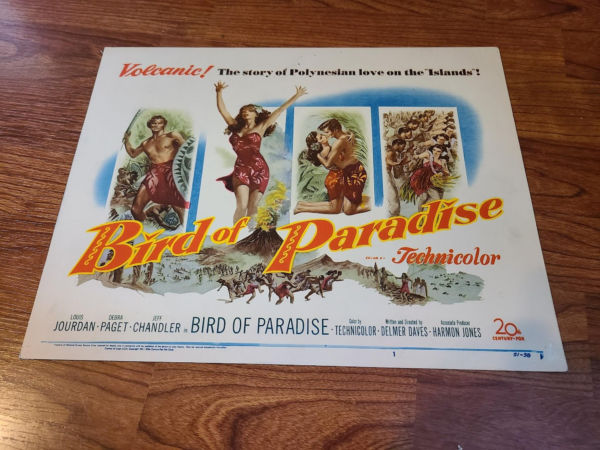 Volcanic! The story of Polynesian love on the "Islands"!
Bird of Paradise
Technicolor
LOUIS JOURDAN · DEBRA PAGET · JEFF CHANDLER in BIRD OF PARADISE · Color by TECHNICOLOR · Written and Directed by DELMER DAVES · Associate Producer HARMON JONES
20th CENTURY-FOX
1
51-38